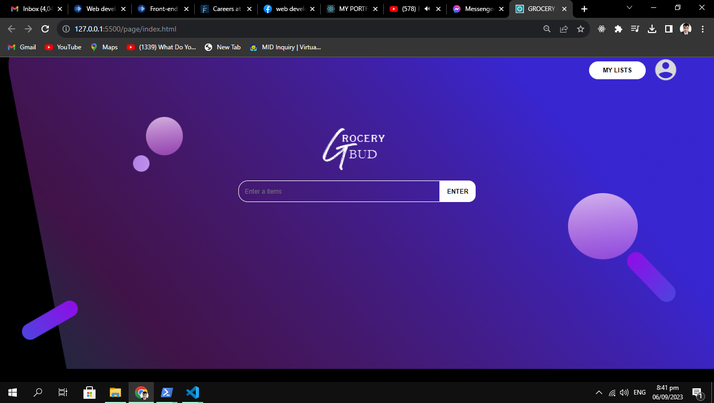 Inbox (4,0
Web devel
Front-end
Careers at
web devel
MY PORT
(578)
Messenge
GROCERY
127.0.0.1:5500/page/index.html
Gmail
YouTube
Maps
(1339) What Do Yo...
New Tab
MID Inquiry | Virtua...
MY LISTS
GROCERY
BUD
Enter a items
ENTER
ENG
8:41 pm
06/09/2023
1